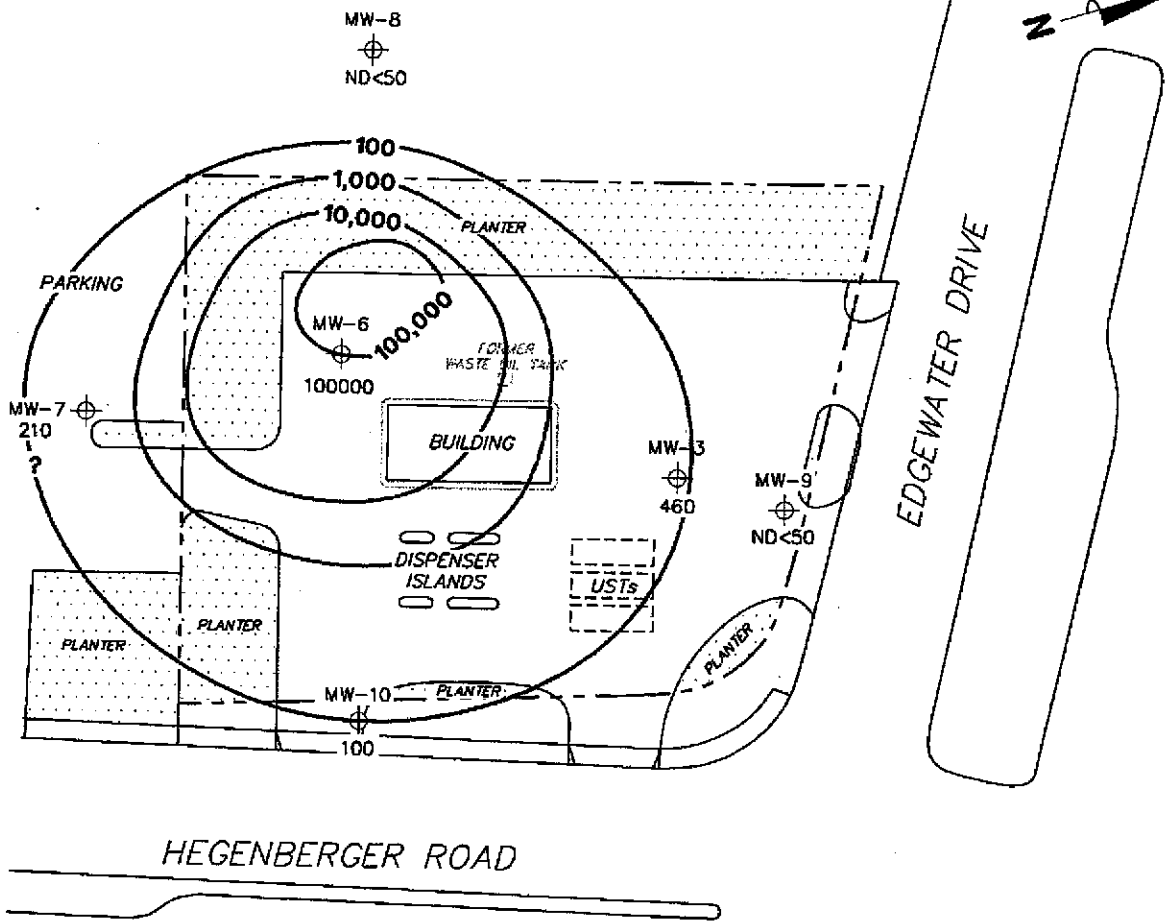 MW-8
ND<50
N
100
1,000
10,000
PLANTER
PARKING
100,000
MW-6
100000
FORMER
WASTE OIL TANK
MW-7
210
?
BUILDING
MW-3
460
MW-9
ND<50
EDGEWATER DRIVE
DISPENSER
ISLANDS
USTs
PLANTER
PLANTER
PLANTER
MW-10
PLANTER
100
HEGENBERGER ROAD